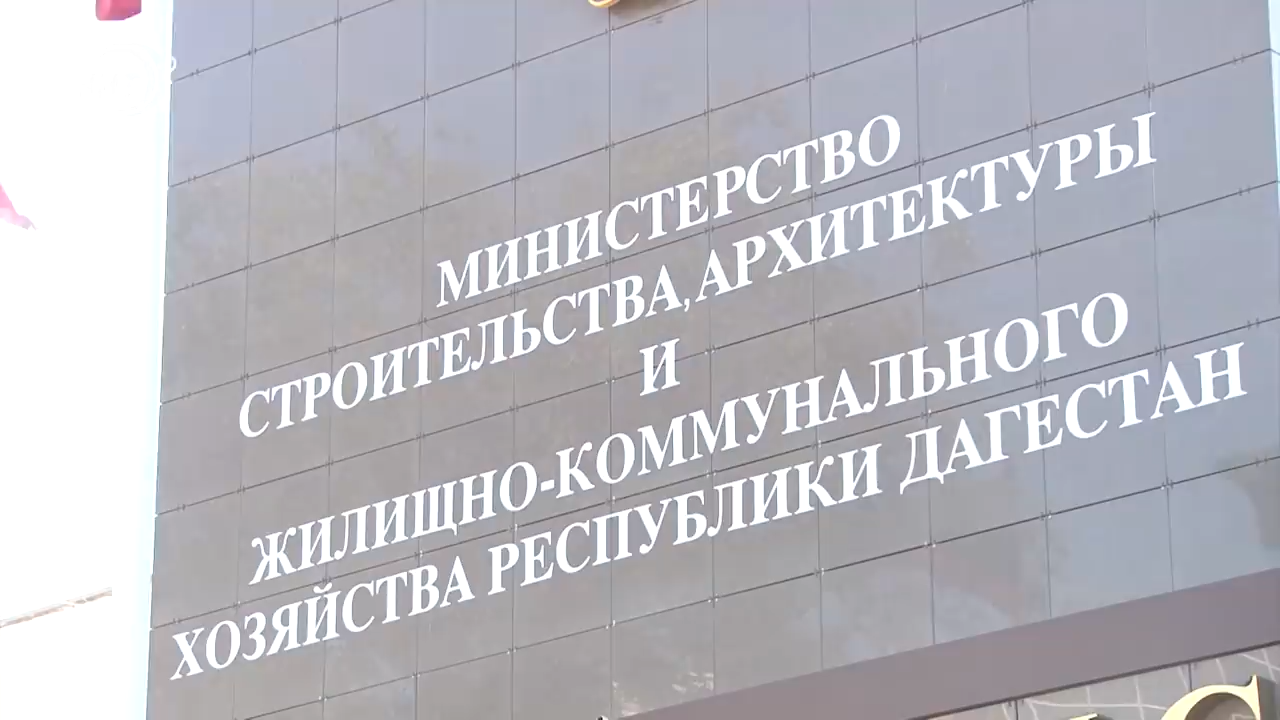 МИНИСТЕРСТВО
СТРОИТЕЛЬСТВА, АРХИТЕКТУРЫ
И
ЖИЛИЩНО-КОММУНАЛЬНОГО
ХОЗЯЙСТВА РЕСПУБЛИКИ ДАГЕСТАН